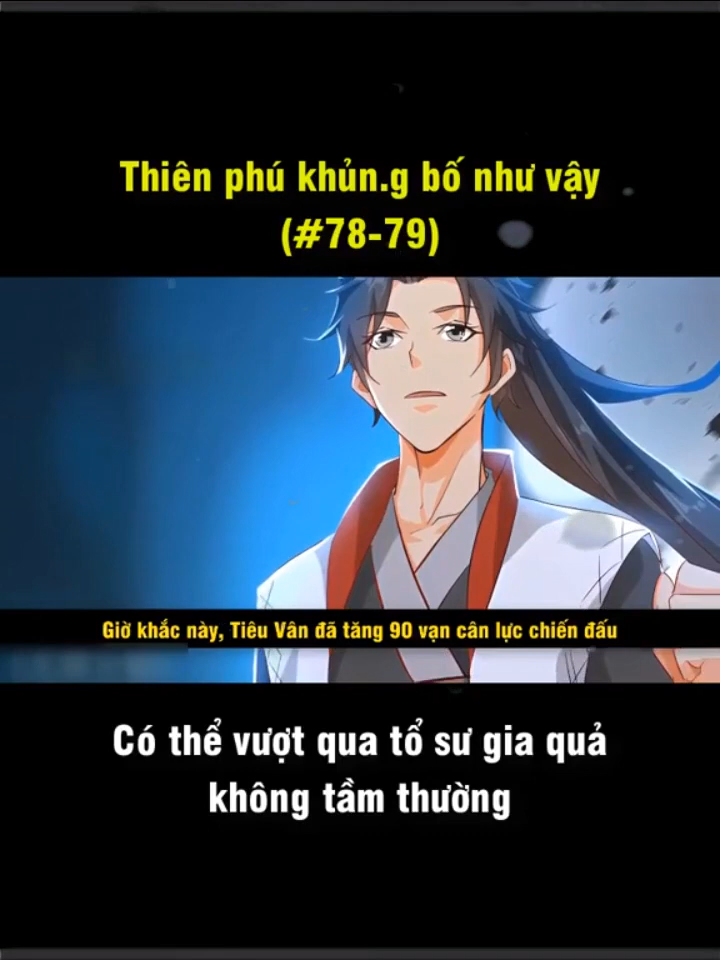 Thiên phú khủn.g bố như vậy
(#78-79)
Giờ khắc này, Tiêu Vân đã tăng 90 vạn cân lực chiến đấu
Có thể vượt qua tổ sư gia quả
không tầm thường